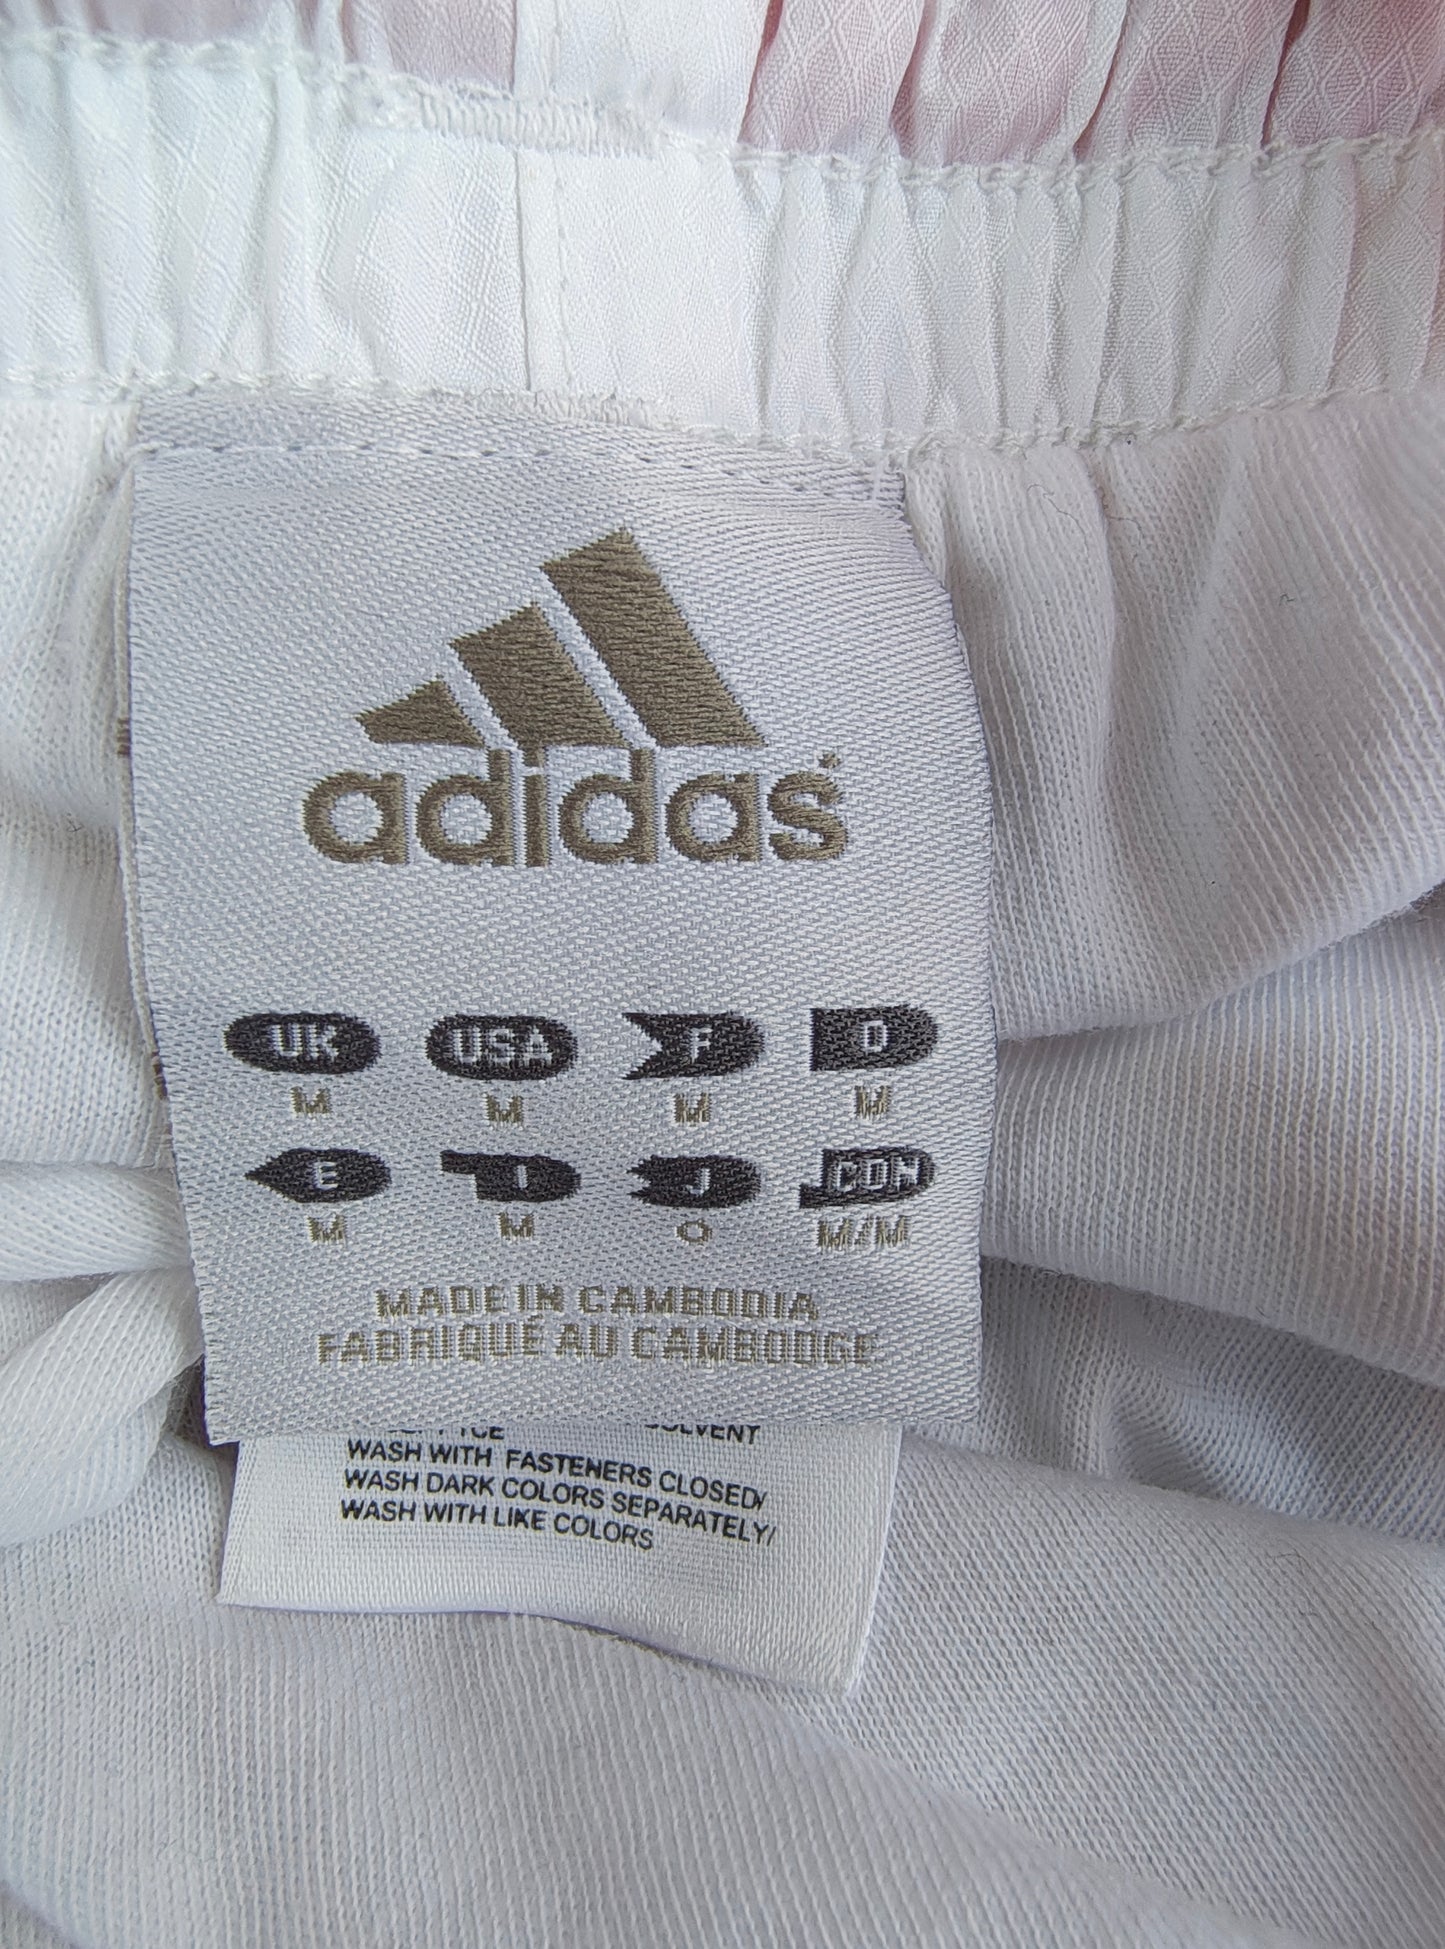 adidas
UK USA F D
M M M M
E I J CDN
M M O M/M
MADE IN CAMBODIA
FABRIQUÉ AU CAMBODGE
SOLVENT
WASH WITH FASTENERS CLOSED/
WASH DARK COLORS SEPARATELY/
WASH WITH LIKE COLORS